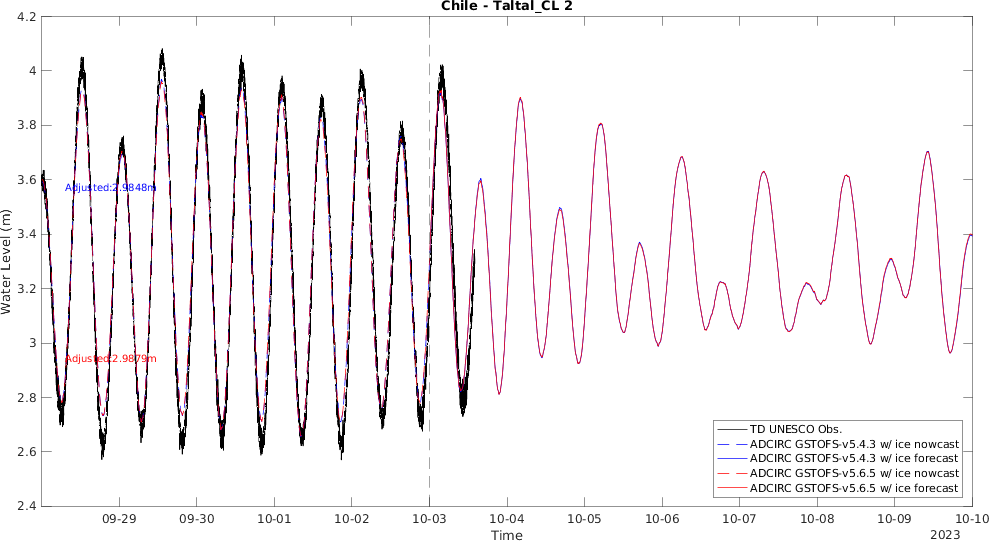 Chile - Taltal_CL 2
4.2
4
3.8
3.6
3.4
3.2
3
2.8
2.6
2.4
Water Level (m)
Adjusted:2.9848m
Adjusted:2.9879m
TD UNESCO Obs.
ADCIRC GSTOFS-v5.4.3 w/ ice nowcast
ADCIRC GSTOFS-v5.4.3 w/ ice forecast
ADCIRC GSTOFS-v5.6.5 w/ ice nowcast
ADCIRC GSTOFS-v5.6.5 w/ ice forecast
09-29 09-30 10-01 10-02 10-03 10-04 10-05 10-06 10-07 10-08 10-09 10-10
Time
2023